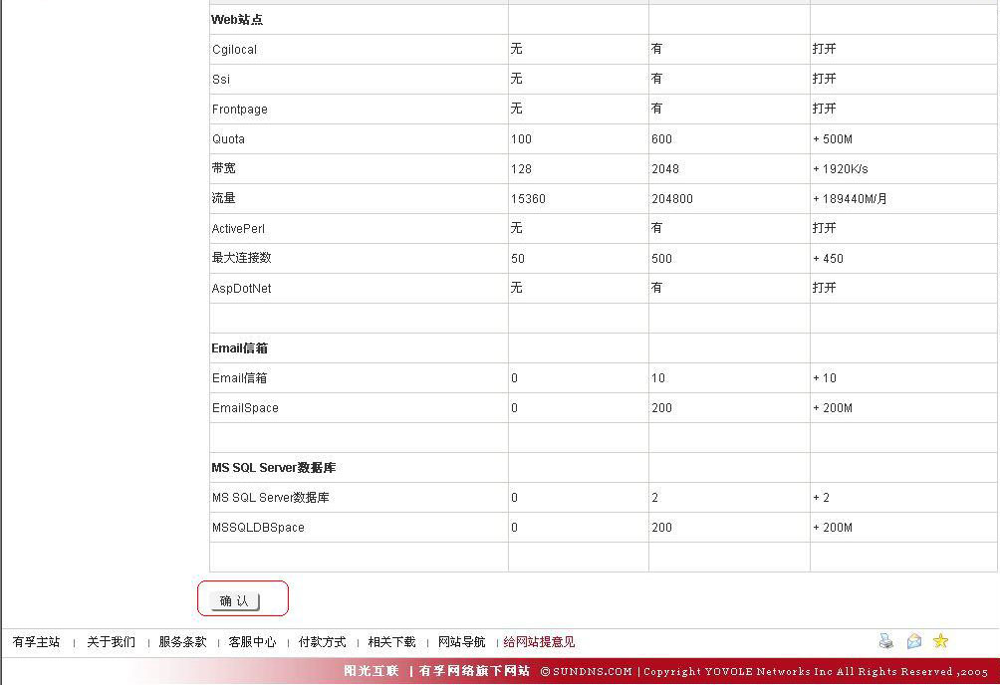 Web站点
Cgilocal 无 有 打开
Ssi 无 有 打开
Frontpage 无 有 打开
Quota 100 600 + 500M
带宽 128 2048 + 1920K/s
流量 15360 204800 + 189440M/月
ActivePerl 无 有 打开
最大连接数 50 500 + 450
AspDotNet 无 有 打开
Email信箱
Email信箱 0 10 + 10
EmailSpace 0 200 + 200M
MS SQL Server数据库
MS SQL Server数据库 0 2 + 2
MSSQLDBSpace 0 200 + 200M
确 认
有孚主站 | 关于我们 | 服务条款 | 客服中心 | 付款方式 | 相关下载 | 网站导航 | 给网站提意见
阳光互联 | 有孚网络旗下网站 ©SUNDNS.COM | Copyright YOVOLE Networks Inc All Rights Reserved ,2005